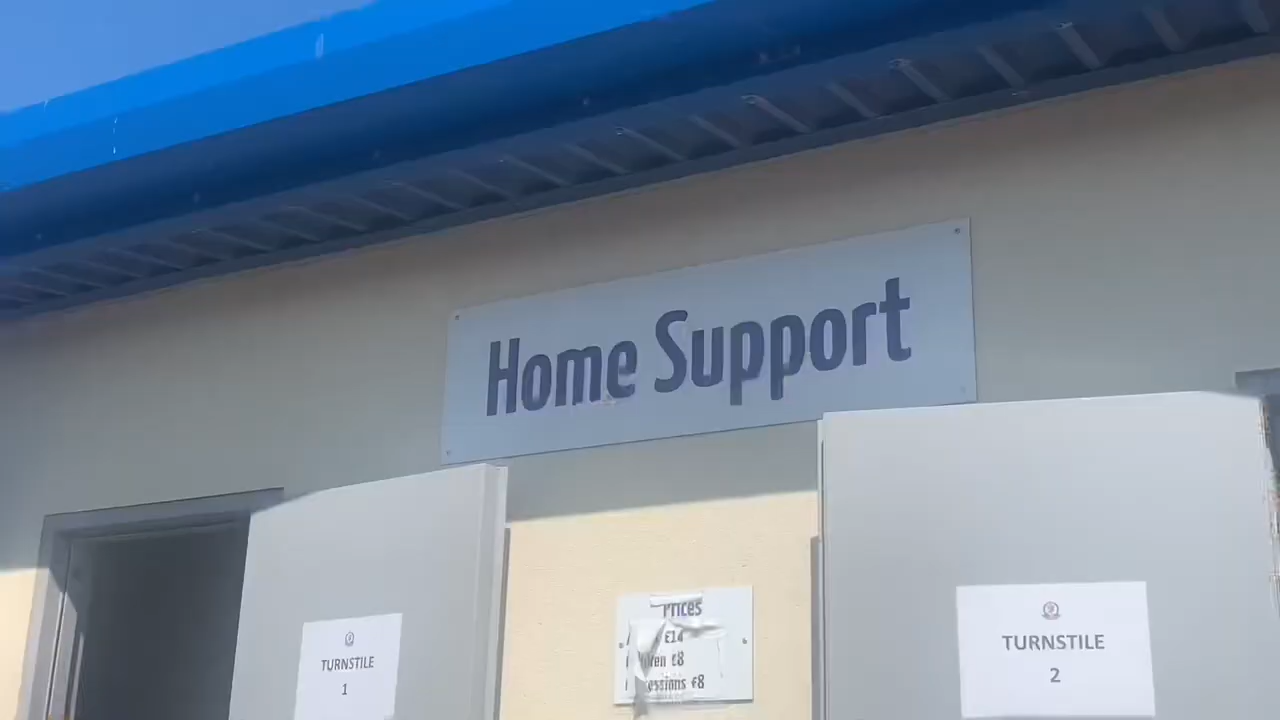 Home Support
Prices
£14
£8
£8
TURNSTILE
1
TURNSTILE
2